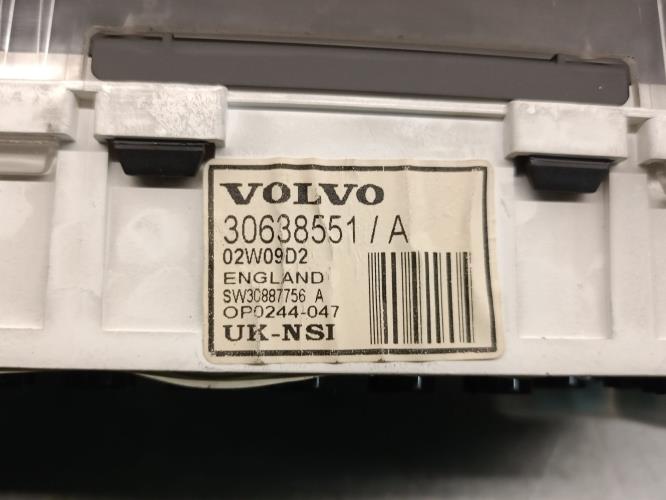 VOLVO
30638551 / A
02W09D2
ENGLAND
SW30887756 A
OP0244-047
UK-NSI